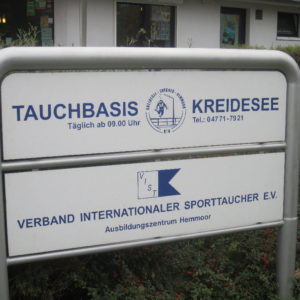 TAUCHBASIS KREIDESEE
Täglich ab 09.00 Uhr Tel.: 04771-7921
VIST
VERBAND INTERNATIONALER SPORTTAUCHER E.V.
Ausbildungszentrum Hemmoor